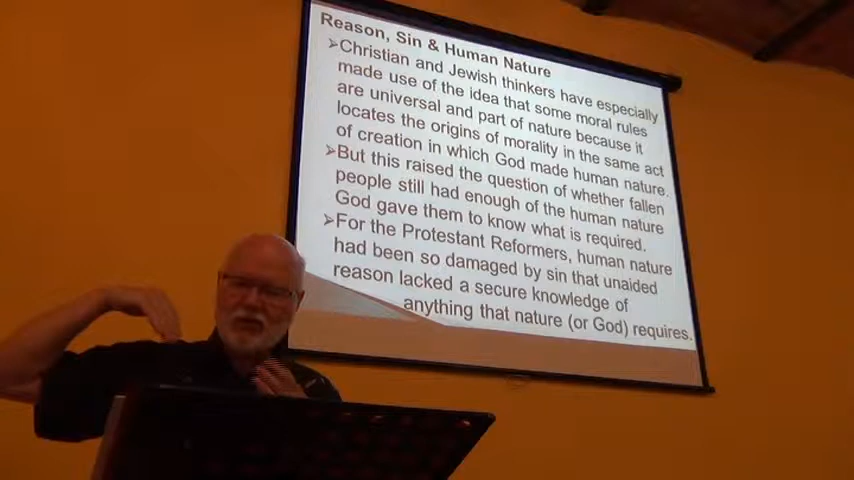 Reason, Sin & Human Nature
➢Christian and Jewish thinkers have especially
made use of the idea that some moral rules
are universal and part of nature because it
locates the origins of morality in the same act
of creation in which God made human nature.
➢But this raised the question of whether fallen
people still had enough of the human nature
God gave them to know what is required.
➢For the Protestant Reformers, human nature
had been so damaged by sin that unaided
reason lacked a secure knowledge of
anything that nature (or God) requires.